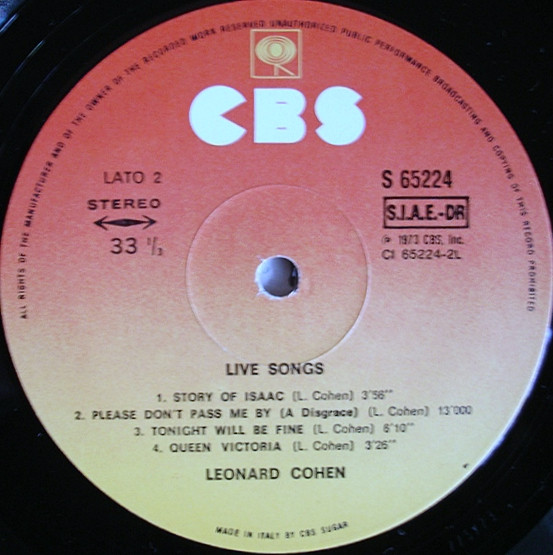 ALL RIGHTS OF THE MANUFACTURER AND OF THE OWNER OF THE RECORDED WORK RESERVED UNAUTHORIZED PUBLIC PERFORMANCE BROADCASTING AND COPYING OF THIS RECORD PROHIBITED
CBS
LATO 2
STEREO
33 1/3
S 65224
S.I.A.E.-DR
℗ 1973 CBS, Inc.
CI 65224-2L
LIVE SONGS
1. STORY OF ISAAC (L. Cohen) 3'56''
2. PLEASE DON'T PASS ME BY (A Disgrace) (L. Cohen) 13'000
3. TONIGHT WILL BE FINE (L. Cohen) 6'10''
4. QUEEN VICTORIA (L. Cohen) 3'26''
LEONARD COHEN
MADE IN ITALY BY CBS SUGAR